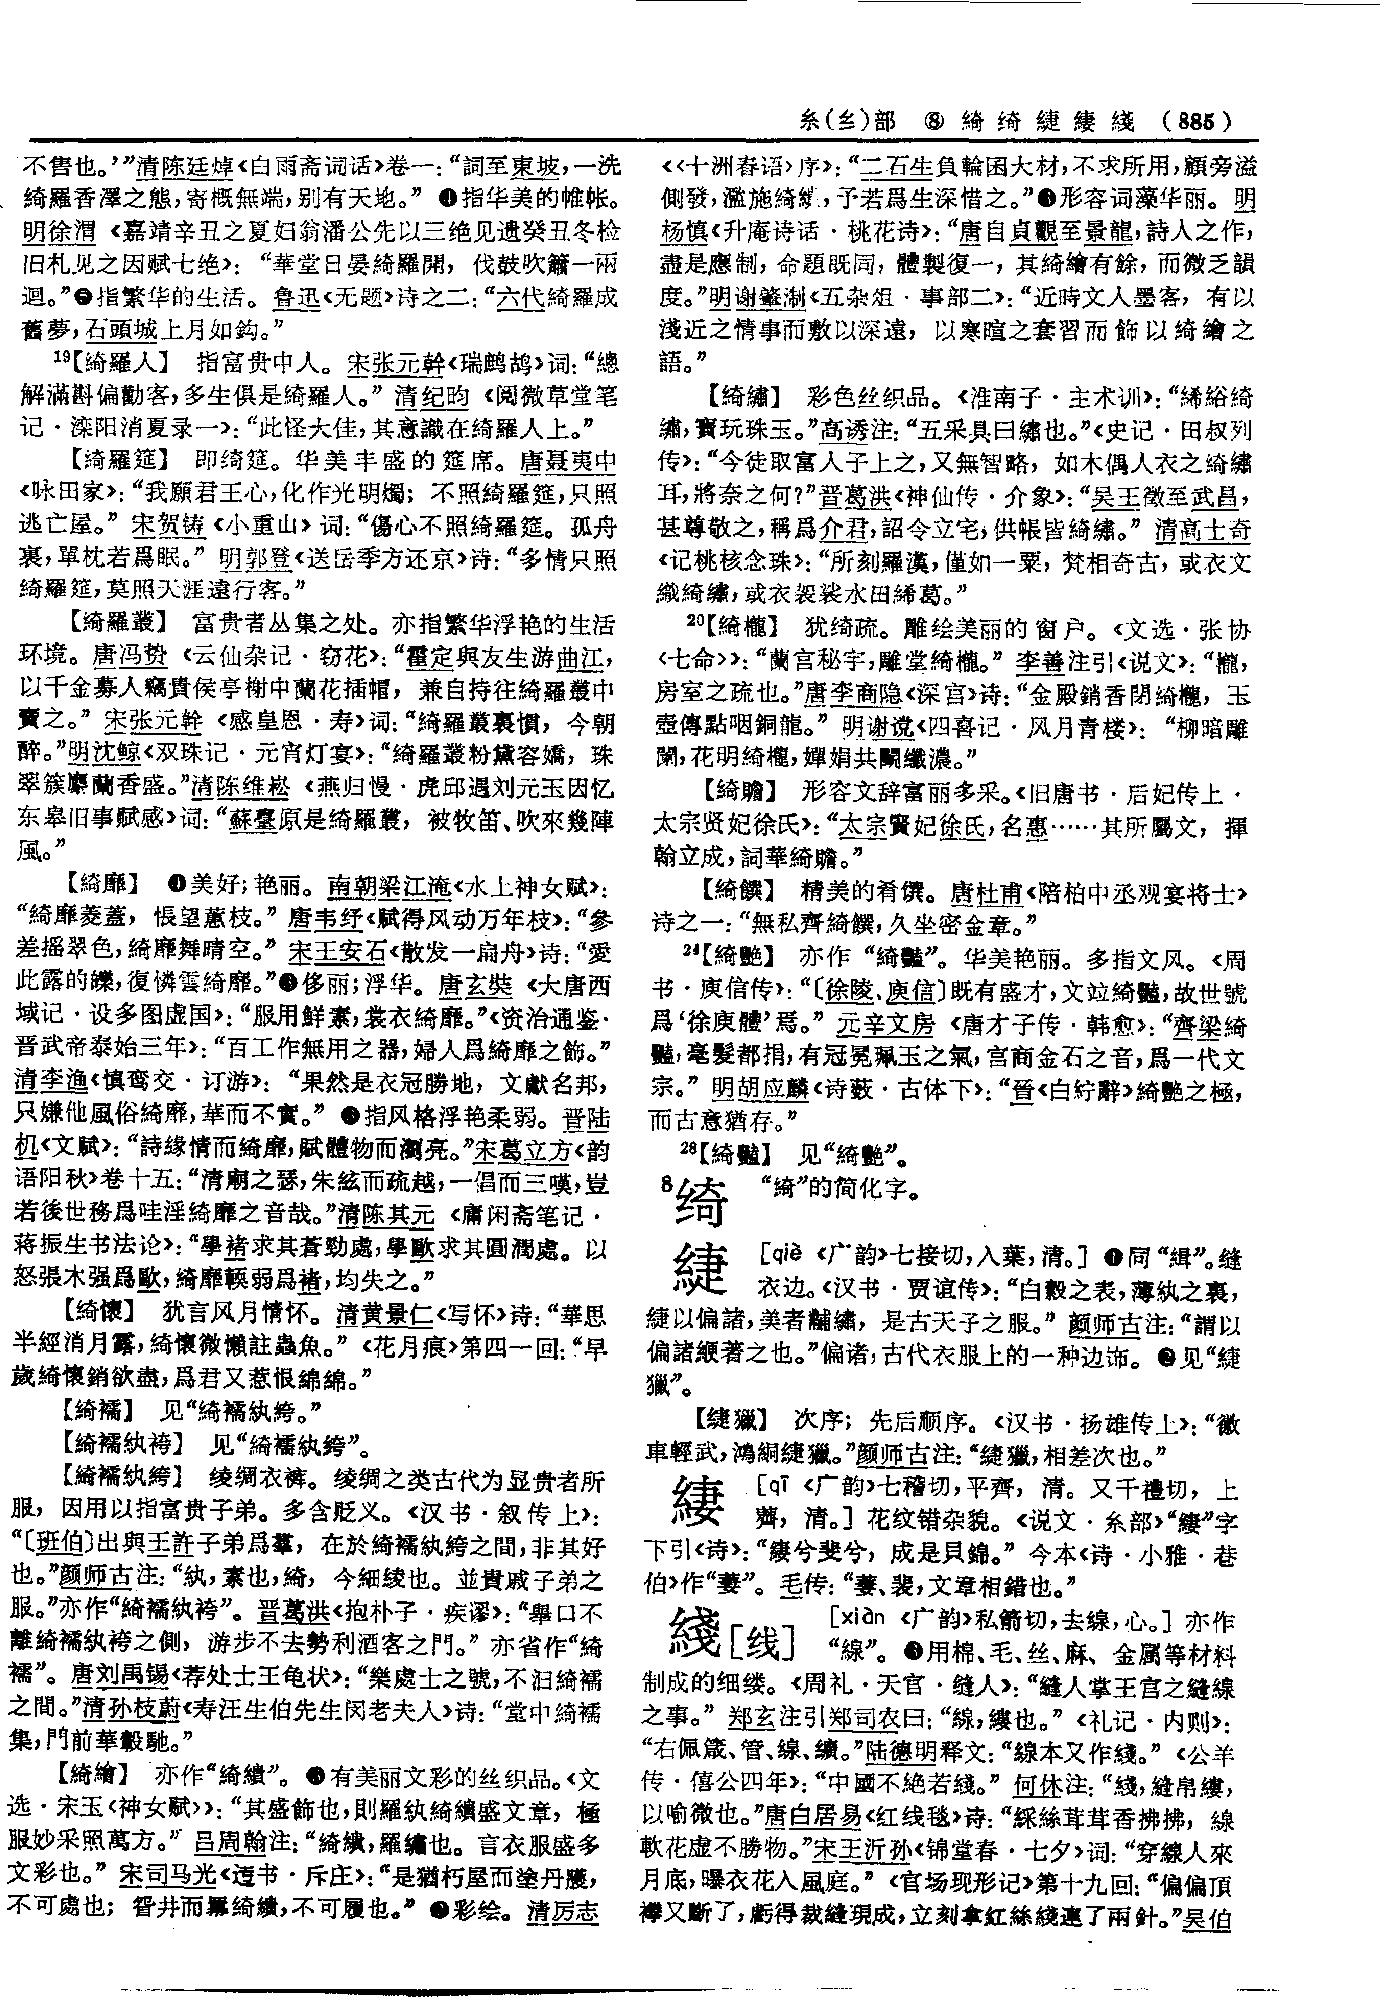 糸(纟)部 ⑧ 綺绮緁緀綫 (885)
不售也。’”清陈廷焯《白雨斋词话》卷一：“詞至東坡，一洗
綺羅香澤之態，寄慨無端，别有天地。” ❹指华美的帷帐。
明徐渭《嘉靖辛丑之夏妇翁潘公先以三绝见遗癸丑冬检
旧札见之因赋七绝》：“華堂日晏綺羅開，伐鼓吹籥一兩
迴。”❺指繁华的生活。鲁迅《无题》诗之二：“六代綺羅成
舊夢，石頭城上月如鈎。”
19【綺羅人】 指富贵中人。宋张元幹《瑞鹧鸪》词：“總
解滿斟偏勸客，多生俱是綺羅人。”清纪昀《阅微草堂笔
记·滦阳消夏录一》：“此怪大佳，其意識在綺羅人上。”
【綺羅筵】 即绮筵。华美丰盛的筵席。唐聂夷中
《咏田家》：“我願君王心，化作光明燭；不照綺羅筵，只照
逃亡屋。”宋贺铸《小重山》词：“傷心不照綺羅筵。孤舟
裏，單枕若爲眠。”明郭登《送岳季方还京》诗：“多情只照
綺羅筵，莫照天涯遠行客。”
【綺羅叢】 富贵者丛集之处。亦指繁华浮艳的生活
环境。唐冯贽《云仙杂记·窃花》：“霍定與友生游曲江，
以千金募人竊貴侯亭榭中蘭花插帽，兼自持往綺羅叢中
賣之。”宋张元幹《感皇恩·寿》词：“綺羅叢裏慣，今朝
醉。”明沈鲸《双珠记·元宵灯宴》：“綺羅叢粉黛容嬌，珠
翠簇麝蘭香盛。”清陈维崧《燕归慢·虎邱遇刘元玉因忆
东皋旧事赋感》词：“蘇臺原是綺羅叢，被牧笛、吹來幾陣
風。”
【綺靡】 ❶美好；艳丽。南朝梁江淹《水上神女赋》：
“綺靡菱蓋，悵望蕙枝。”唐韦纾《赋得风动万年枝》：“參
差摇翠色，綺靡舞晴空。”宋王安石《散发一扁舟》诗：“愛
此露的皪，復憐雲綺靡。”❷侈丽；浮华。唐玄奘《大唐西
域记·设多图卢国》：“服用鮮素，裳衣綺靡。”《资治通鉴·
晋武帝泰始三年》：“百工作無用之器，婦人爲綺靡之飾。”
清李渔《慎鸾交·订游》：“果然是衣冠勝地，文獻名邦，
只嫌他風俗綺靡，華而不實。” ❸指风格浮艳柔弱。晋陆
机《文赋》：“詩緣情而綺靡，賦體物而瀏亮。”宋葛立方《韵
语阳秋》卷十五：“清廟之瑟，朱絃而疏越，一倡而三嘆，豈
若後世務爲哇淫綺靡之音哉。”清陈其元《庸闲斋笔记·
蒋振生书法论》：“學褚求其蒼勁處，學歐求其圓潤處。以
怒張木强爲歐，綺靡輭弱爲褚，均失之。”
【綺懷】 犹言风月情怀。清黄景仁《写怀》诗：“華思
半經消月露，綺懷微懶註蟲魚。”《花月痕》第四一回：“早
歲綺懷銷欲盡，爲君又惹恨綿綿。”
【綺襦】 见“綺襦紈絝。”
【綺襦紈袴】 见“綺襦紈絝”。
【綺襦紈絝】 绫绸衣裤。绫绸之类古代为显贵者所
服，因用以指富贵子弟。多含贬义。《汉书·叙传上》：
“〔班伯〕出與王許子弟爲羣，在於綺襦紈絝之間，非其好
也。”颜师古注：“紈，素也，綺，今細綾也。並貴戚子弟之
服。”亦作“綺襦紈袴”。晋葛洪《抱朴子·疾谬》：“舉口不
離綺襦紈袴之側，游步不去勢利酒客之門。”亦省作“綺
襦”。唐刘禹锡《荐处士王龟状》：“樂處士之號，不汩綺襦
之間。”清孙枝蔚《寿汪生伯先生闵老夫人》诗：“堂中綺襦
集，門前華轂馳。”
【綺繪】 亦作“綺繢”。❶有美丽文彩的丝织品。《文
选·宋玉〈神女赋〉》：“其盛飾也，則羅紈綺繢盛文章，極
服妙采照萬方。”吕周翰注：“綺繢，羅繡也。言衣服盛多
文彩也。”宋司马光《迂书·斥庄》：“是猶朽屋而塗丹雘，
不可處也；眢井而羃綺繢，不可履也。” ❷彩绘。清厉志
《〈十洲春语〉序》：“二石生負輪囷大材，不求所用，顧旁溢
側發，濫施綺繪，予若爲生深惜之。”❸形容词藻华丽。明
杨慎《升庵诗话·桃花诗》：“唐自貞觀至景龍，詩人之作，
盡是應制，命題既同，體製復一，其綺繪有餘，而微乏韻
度。”明谢肇淛《五杂俎·事部二》：“近時文人墨客，有以
淺近之情事而敷以深遠，以寒暄之套習而飾以綺繪之
語。”
【綺繡】 彩色丝织品。《淮南子·主术训》：“絺綌綺
繡，寶玩珠玉。”高诱注：“五采具曰繡也。”《史记·田叔列
传》：“今徒取富人子上之，又無智略，如木偶人衣之綺繡
耳，將奈之何？”晋葛洪《神仙传·介象》：“吴王徵至武昌，
甚尊敬之，稱爲介君，詔令立宅，供帳皆綺繡。”清高士奇
《记桃核念珠》：“所刻羅漢，僅如一粟，梵相奇古，或衣文
織綺繡，或衣袈裟水田絺葛。”
20【綺櫳】 犹绮疏。雕绘美丽的窗户。《文选·张协
〈七命〉》：“蘭宫秘宇，雕堂綺櫳。”李善注引《说文》：“櫳，
房室之疏也。”唐李商隐《深宫》诗：“金殿銷香閉綺櫳，玉
壺傳點咽銅龍。”明谢谠《四喜记·风月青楼》：“柳暗雕
闌，花明綺櫳，嬋娟共鬭纖濃。”
【綺贍】 形容文辞富丽多采。《旧唐书·后妃传上·
太宗贤妃徐氏》：“太宗賢妃徐氏，名惠……其所屬文，揮
翰立成，詞華綺贍。”
【綺饌】 精美的肴馔。唐杜甫《陪柏中丞观宴将士》
诗之一：“無私齊綺饌，久坐密金章。”
24【綺艷】 亦作“綺豔”。华美艳丽。多指文风。《周
书·庾信传》：“〔徐陵、庾信〕既有盛才，文竝綺豔，故世號
爲‘徐庾體’焉。”元辛文房《唐才子传·韩愈》：“齊梁綺
豔，毫髮都捐，有冠冕珮玉之氣，宫商金石之音，爲一代文
宗。”明胡应麟《诗薮·古体下》：“晉《白紵辭》綺艷之極，
而古意猶存。”
28【綺豔】 见“綺艷”。
8绮 “綺”的简化字。
緁 [qiè《广韵》七接切，入葉，清。] ❶同“緝”。缝
衣边。《汉书·贾谊传》：“白縠之表，薄紈之裏，
緁以偏諸，美者黼繡，是古天子之服。”颜师古注：“謂以
偏諸緶著之也。”偏诸，古代衣服上的一种边饰。❷见“緁
獵”。
【緁獵】 次序；先后顺序。《汉书·扬雄传上》：“徽
車輕武，鴻絧緁獵。”颜师古注：“緁獵，相差次也。”
緀 [qī《广韵》七稽切，平齊，清。又千禮切，上
薺，清。] 花纹错杂貌。《说文·糸部》“緀”字
下引《诗》：“緀兮斐兮，成是貝錦。”今本《诗·小雅·巷
伯》作“萋”。毛传：“萋、裴，文章相錯也。”
綫[线] [xiàn《广韵》私箭切，去線，心。] 亦作
“線”。❶用棉、毛、丝、麻、金属等材料
制成的细缕。《周礼·天官·缝人》：“縫人掌王宫之縫線
之事。”郑玄注引郑司农曰：“線，縷也。”《礼记·内则》：
“右佩箴、管、線、纊。”陆德明释文：“線本又作綫。”《公羊
传·僖公四年》：“中國不絶若綫。”何休注：“綫，縫帛縷，
以喻微也。”唐白居易《红线毯》诗：“綵絲茸茸香拂拂，線
軟花虚不勝物。”宋王沂孙《锦堂春·七夕》词：“穿線人來
月底，曝衣花入風庭。”《官场现形记》第十九回：“偏偏頂
襻又斷了，虧得裁縫現成，立刻拿紅絲綫連了兩針。”吴伯